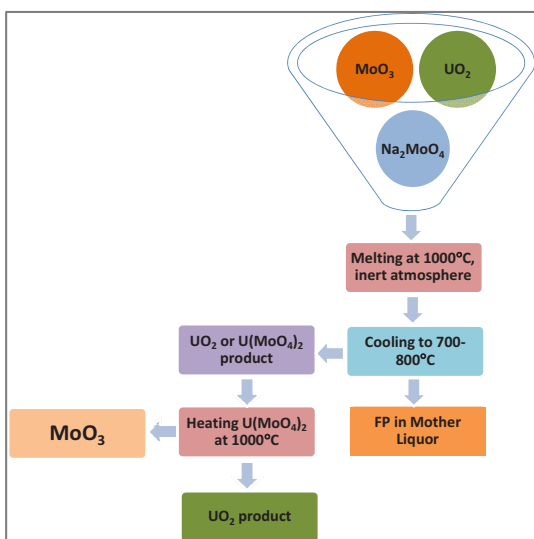 MoO₃
UO₂
Na₂MoO₄
Melting at 1000°C,
inert atmosphere
UO₂ or U(MoO₄)₂
product
Cooling to 700-
800°C
MoO₃
Heating U(MoO₄)₂
at 1000°C
FP in Mother
Liquor
UO₂ product